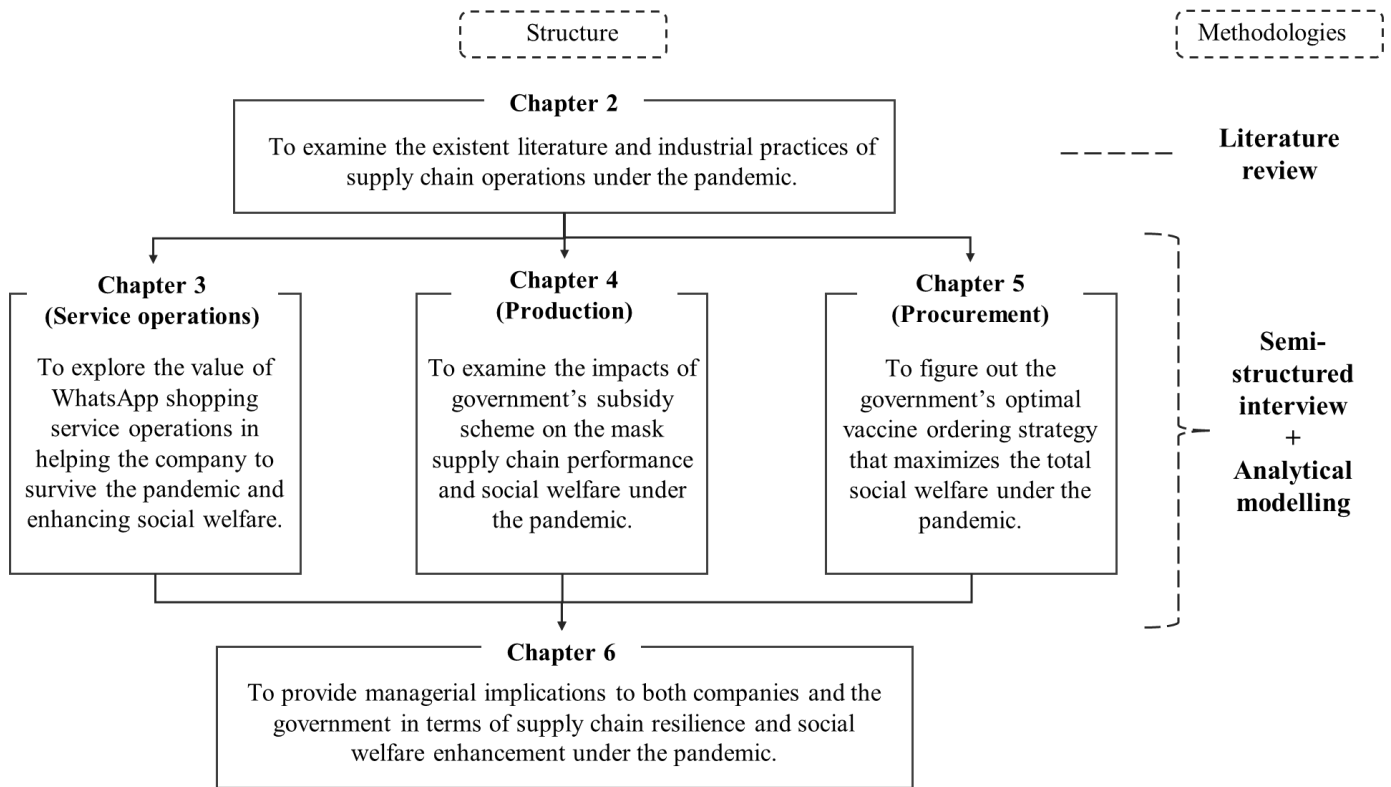 Structure
Methodologies
Chapter 2
To examine the existent literature and industrial practices of
supply chain operations under the pandemic.
Literature
review
Chapter 3
(Service operations)
To explore the value of
WhatsApp shopping
service operations in
helping the company to
survive the pandemic and
enhancing social welfare.
Chapter 4
(Production)
To examine the impacts of
government’s subsidy
scheme on the mask
supply chain performance
and social welfare under
the pandemic.
Chapter 5
(Procurement)
To figure out the
government’s optimal
vaccine ordering strategy
that maximizes the total
social welfare under the
pandemic.
Semi-
structured
interview
+
Analytical
modelling
Chapter 6
To provide managerial implications to both companies and the
government in terms of supply chain resilience and social
welfare enhancement under the pandemic.